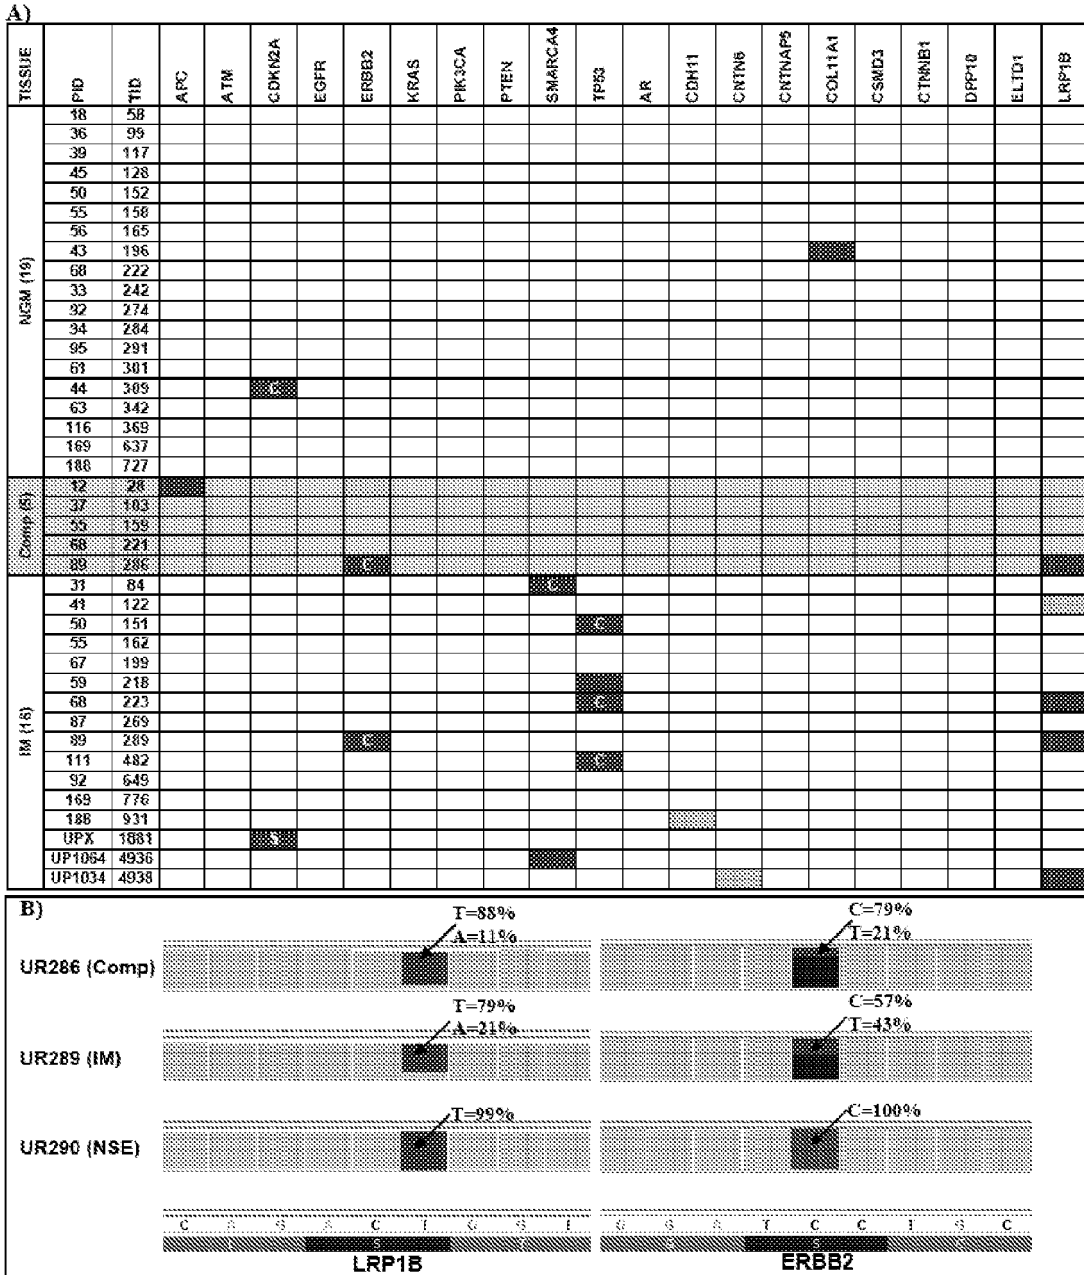 A)
TISSUE PID TID APC ATM CDKN2A EGFR ERBB2 KRAS PIK3CA PTEN SMARCA4 TP53 AR CDH11 CNTN5 CNTNAP5 COL11A1 CSMD3 CTNNB1 DPP10 ELTD1 LRP1B
NGM (19)
18 58
36 99
39 117
45 128
50 152
55 158
56 165
43 196
68 222
33 242
92 274
34 284
95 291
61 301
44 309 C
63 342
116 369
169 637
188 727
Comp (5)
12 28
37 103
55 159
68 221
89 286 C
IM (16)
31 84 C
41 122
50 151 C
55 162
67 199
59 218
68 223 C
87 269
89 289 C
111 482 C
92 649
169 776
188 931
UPX 1881 S
UP1064 4936
UP1034 4938
B)
T=88% C=79%
A=11% T=21%
UR286 (Comp)
T=79% C=57%
A=21% T=43%
UR289 (IM)
T=99% C=100%
UR290 (NSE)
C A G A C T G G T G G A T C C T G C
S S
LRP1B ERBB2